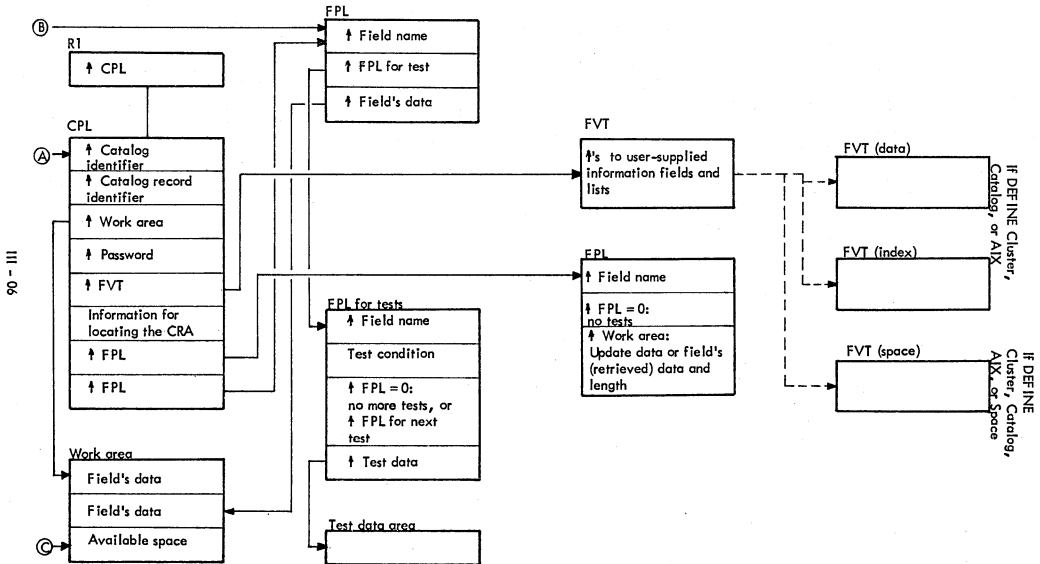 FPL
B
↑ Field name
R1
↑ CPL
↑ FPL for test
↑ Field's data
CPL
A
↑ Catalog
identifier
↑ Catalog record
identifier
↑ Work area
↑ Password
↑ FVT
Information for
locating the CRA
↑ FPL
↑ FPL
FVT
↑'s to user-supplied
information fields and
lists
FVT (data)
IF DEFINE Cluster,
Catalog, or AIX
FVT (index)
FVT (space)
IF DEFINE
Cluster, Catalog,
AIX, or Space
FPL
↑ Field name
↑ FPL = 0:
no tests
↑ Work area:
Update data or field's
(retrieved) data and
length
FPL for tests
↑ Field name
Test condition
↑ FPL = 0:
no more tests, or
↑ FPL for next
test
↑ Test data
Work area
Field's data
Field's data
Available space
C
Test data area
90 - III